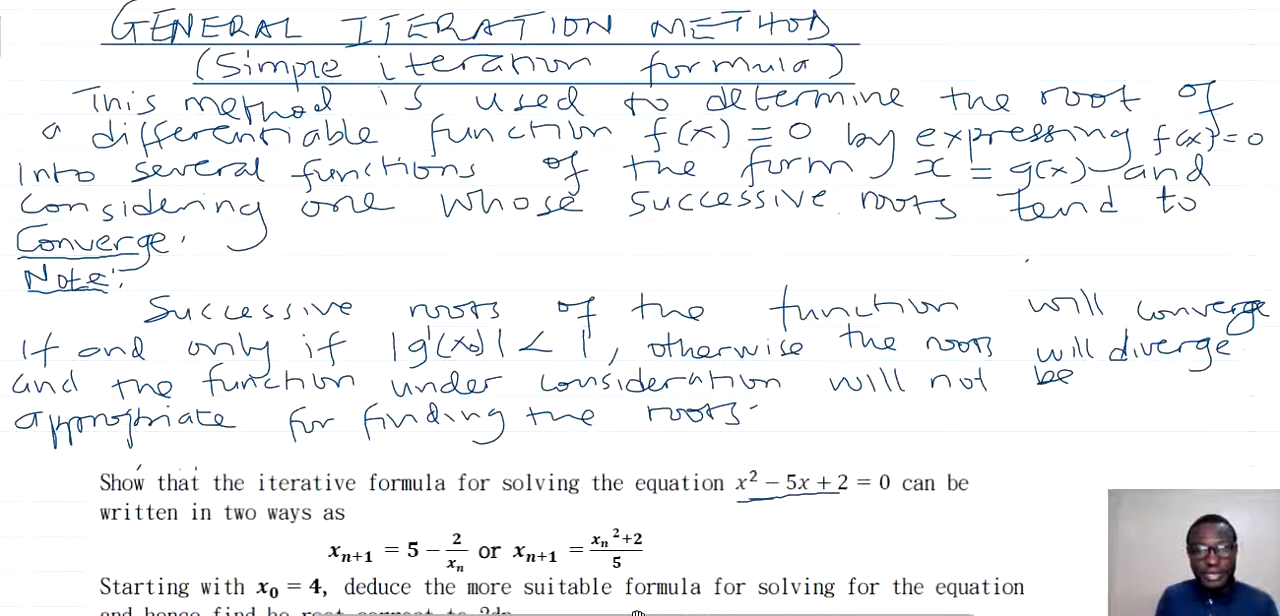 GENERAL ITERATION METHOD
(Simple iteration formula)
This method is used to determine the root of
a differentiable function f(x) = 0 by expressing f(x) = 0
into several functions of the form x = g(x) and
considering one whose successive roots tend to
Converge.
Note:
Successive roots of the function will converge
if and only if |g'(x₀)| < 1, otherwise the roots will diverge
and the function under consideration will not be
appropriate for finding the roots.
Show that the iterative formula for solving the equation x² − 5x + 2 = 0 can be
written in two ways as
xₙ₊₁ = 5 − 2/xₙ or xₙ₊₁ = (xₙ² + 2)/5
Starting with x₀ = 4, deduce the more suitable formula for solving for the equation